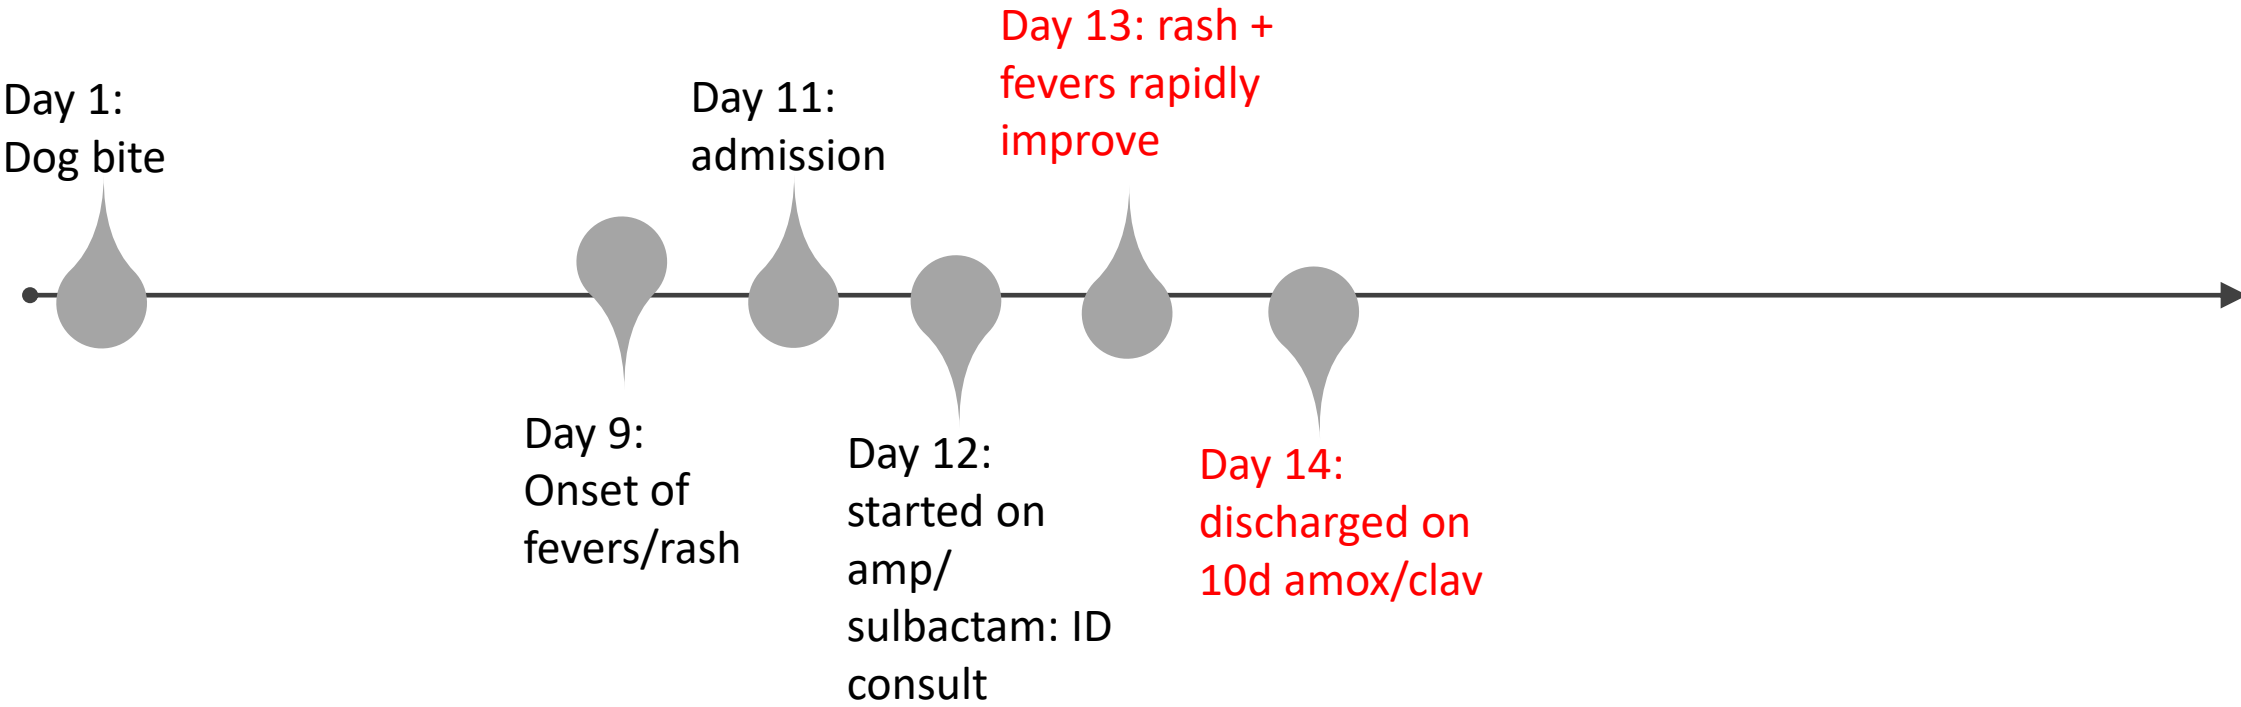 Day 1:
Dog bite
Day 9:
Onset of
fevers/rash
Day 11:
admission
Day 12:
started on
amp/
sulbactam: ID
consult
Day 13: rash +
fevers rapidly
improve
Day 14:
discharged on
10d amox/clav